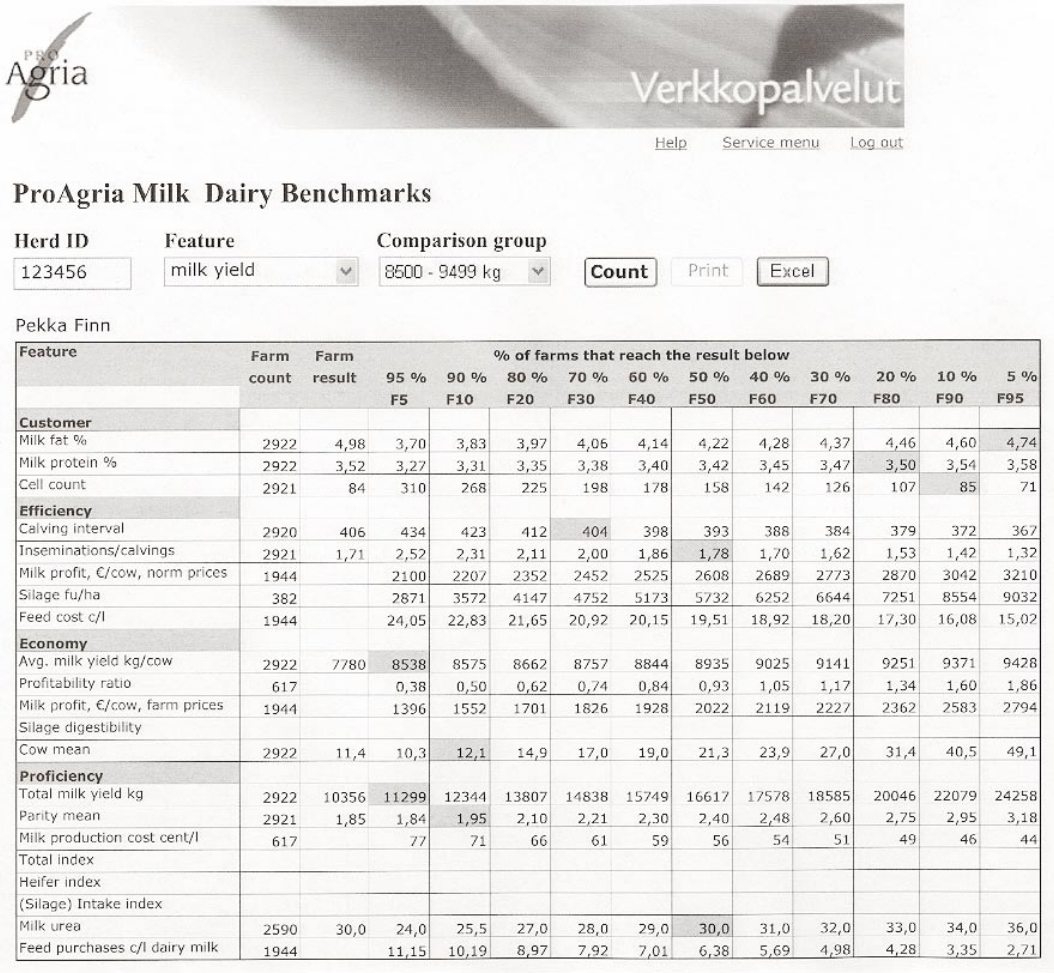 PRO
Agria
Verkkopalvelut
Help Service menu Log out
ProAgria Milk Dairy Benchmarks
Herd ID Feature Comparison group
123456 milk yield 8500 - 9499 kg Count Print Excel
Pekka Finn
Feature Farm Farm % of farms that reach the result below
count result 95 % 90 % 80 % 70 % 60 % 50 % 40 % 30 % 20 % 10 % 5 %
F5 F10 F20 F30 F40 F50 F60 F70 F80 F90 F95
Customer
Milk fat % 2922 4,98 3,70 3,83 3,97 4,06 4,14 4,22 4,28 4,37 4,46 4,60 4,74
Milk protein % 2922 3,52 3,27 3,31 3,35 3,38 3,40 3,42 3,45 3,47 3,50 3,54 3,58
Cell count 2921 84 310 268 225 198 178 158 142 126 107 85 71
Efficiency
Calving interval 2920 406 434 423 412 404 398 393 388 384 379 372 367
Inseminations/calvings 2921 1,71 2,52 2,31 2,11 2,00 1,86 1,78 1,70 1,62 1,53 1,42 1,32
Milk profit, €/cow, norm prices 1944 2100 2207 2352 2452 2525 2608 2689 2773 2870 3042 3210
Silage fu/ha 382 2871 3572 4147 4752 5173 5732 6252 6644 7251 8554 9032
Feed cost c/l 1944 24,05 22,83 21,65 20,92 20,15 19,51 18,92 18,20 17,30 16,08 15,02
Economy
Avg. milk yield kg/cow 2922 7780 8538 8575 8662 8757 8844 8935 9025 9141 9251 9371 9428
Profitability ratio 617 0,38 0,50 0,62 0,74 0,84 0,93 1,05 1,17 1,34 1,60 1,86
Milk profit, €/cow, farm prices 1944 1396 1552 1701 1826 1928 2022 2119 2227 2362 2583 2794
Silage digestibility
Cow mean 2922 11,4 10,3 12,1 14,9 17,0 19,0 21,3 23,9 27,0 31,4 40,5 49,1
Proficiency
Total milk yield kg 2922 10356 11299 12344 13807 14838 15749 16617 17578 18585 20046 22079 24258
Parity mean 2921 1,85 1,84 1,95 2,10 2,21 2,30 2,40 2,48 2,60 2,75 2,95 3,18
Milk production cost cent/l 617 77 71 66 61 59 56 54 51 49 46 44
Total index
Heifer index
(Silage) Intake index
Milk urea 2590 30,0 24,0 25,5 27,0 28,0 29,0 30,0 31,0 32,0 33,0 34,0 36,0
Feed purchases c/l dairy milk 1944 11,15 10,19 8,97 7,92 7,01 6,38 5,69 4,98 4,28 3,35 2,71